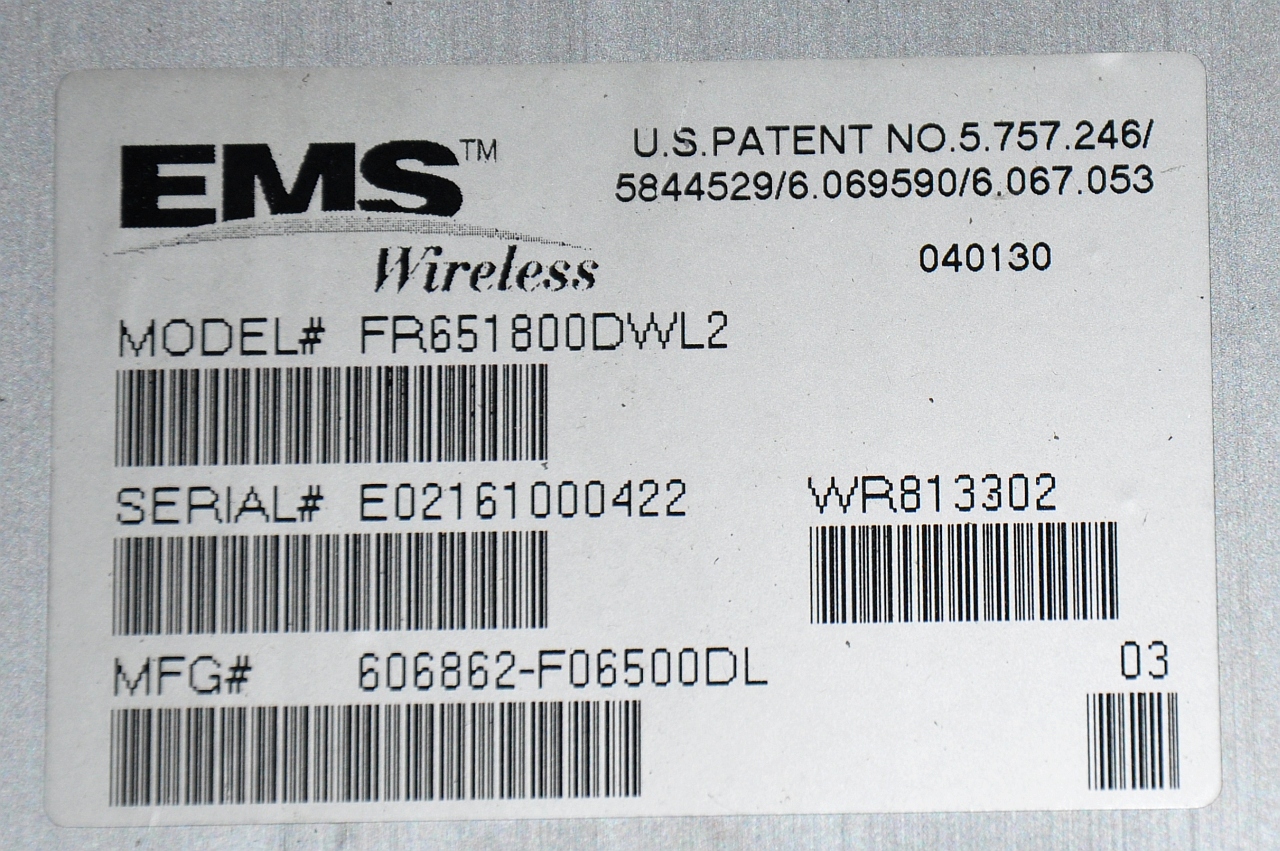 EMS™
Wireless
U.S.PATENT NO.5.757.246/
5844529/6.069590/6.067.053
040130
MODEL# FR651800DWL2
SERIAL# E02161000422
WR813302
MFG# 606862-F06500DL
03